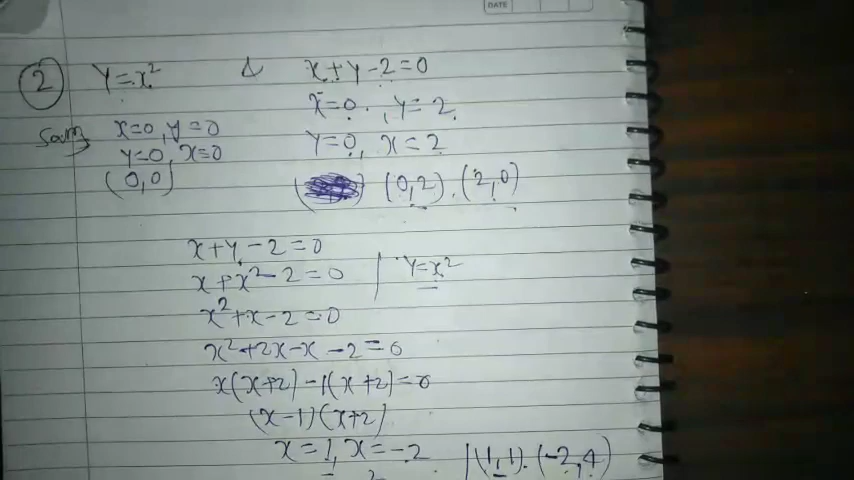 DATE
② Y=x² & x+y-2=0
x=0, y=2
x=0, y=0
y=0, x=0
y=0, x=2
(0,0)
(0,2), (2,0)
x+y-2=0
x+x²-2=0 | y=x²
x²+x-2=0
x²+2x-x-2=0
x(x+2)-1(x+2)=0
(x-1)(x+2)
x=1, x=-2 | (1,1), (-2,4)